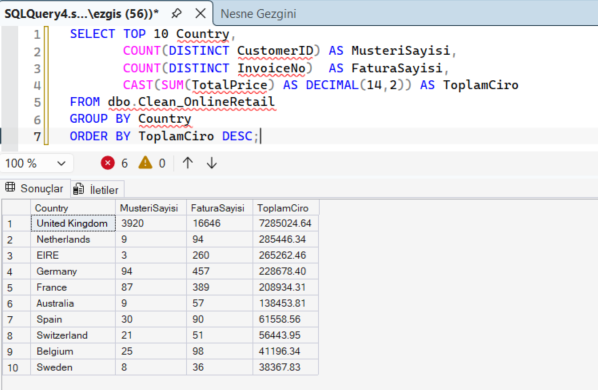 SQLQuery4.s...\ezgis (56))* Nesne Gezgini
1 SELECT TOP 10 Country,
2 COUNT(DISTINCT CustomerID) AS MusteriSayisi,
3 COUNT(DISTINCT InvoiceNo) AS FaturaSayisi,
4 CAST(SUM(TotalPrice) AS DECIMAL(14,2)) AS ToplamCiro
5 FROM dbo.Clean_OnlineRetail
6 GROUP BY Country
7 ORDER BY ToplamCiro DESC;
100 % 6 0
Sonuçlar İletiler
Country MusteriSayisi FaturaSayisi ToplamCiro
1 United Kingdom 3920 16646 7285024.64
2 Netherlands 9 94 285446.34
3 EIRE 3 260 265262.46
4 Germany 94 457 228678.40
5 France 87 389 208934.31
6 Australia 9 57 138453.81
7 Spain 30 90 61558.56
8 Switzerland 21 51 56443.95
9 Belgium 25 98 41196.34
10 Sweden 8 36 38367.83